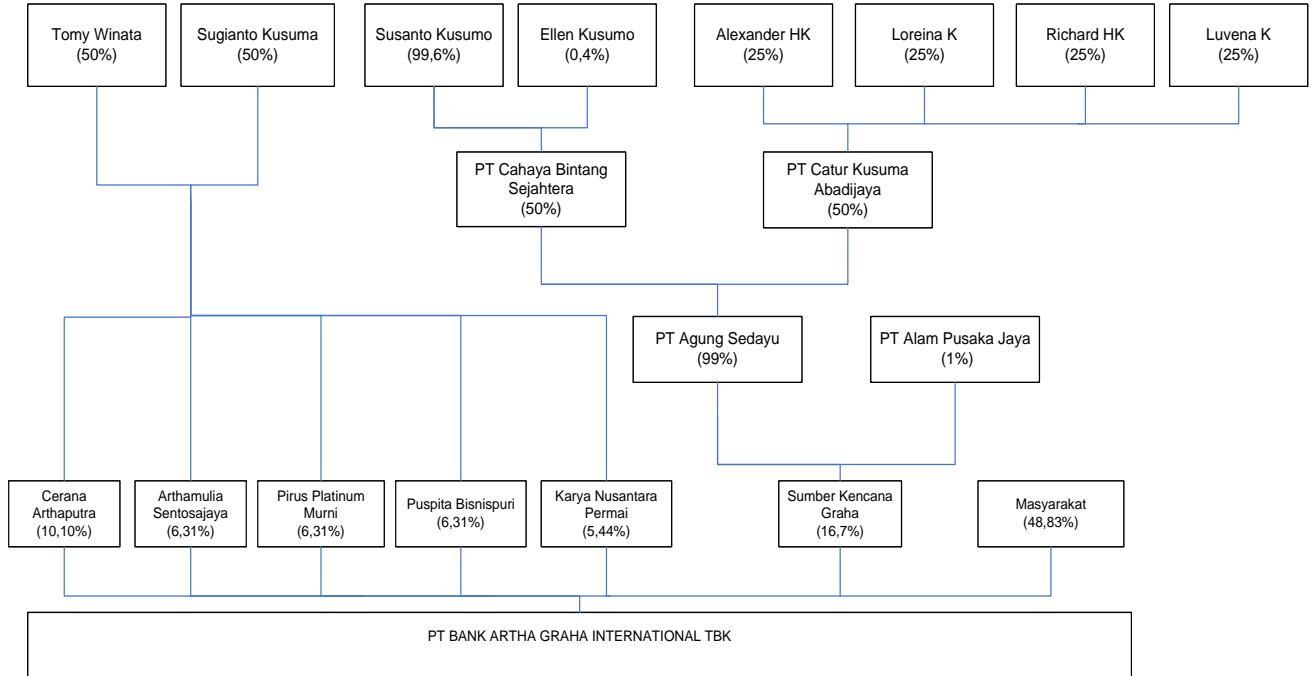 Tomy Winata
(50%)
Sugianto Kusuma
(50%)
Susanto Kusumo
(99,6%)
Ellen Kusumo
(0,4%)
Alexander HK
(25%)
Loreina K
(25%)
Richard HK
(25%)
Luvena K
(25%)
PT Cahaya Bintang
Sejahtera
(50%)
PT Catur Kusuma
Abadijaya
(50%)
PT Agung Sedayu
(99%)
PT Alam Pusaka Jaya
(1%)
Cerana
Arthaputra
(10,10%)
Arthamulia
Sentosajaya
(6,31%)
Pirus Platinum
Murni
(6,31%)
Puspita Bisnispuri
(6,31%)
Karya Nusantara
Permai
(5,44%)
Sumber Kencana
Graha
(16,7%)
Masyarakat
(48,83%)
PT BANK ARTHA GRAHA INTERNATIONAL TBK